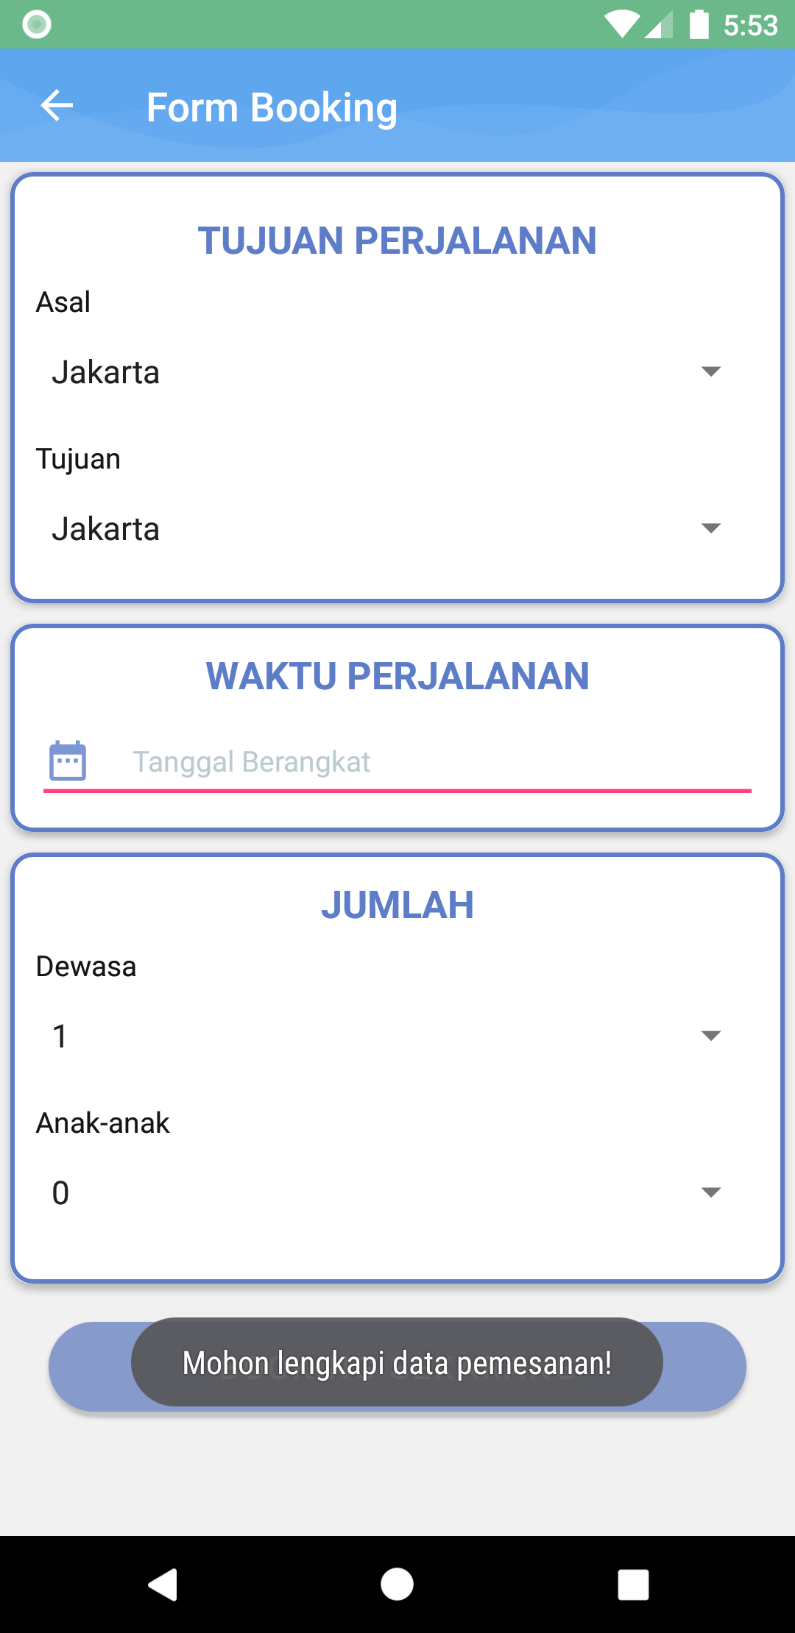 5:53
Form Booking
TUJUAN PERJALANAN
Asal
Jakarta
Tujuan
Jakarta
WAKTU PERJALANAN
Tanggal Berangkat
JUMLAH
Dewasa
1
Anak-anak
0
Mohon lengkapi data pemesanan!